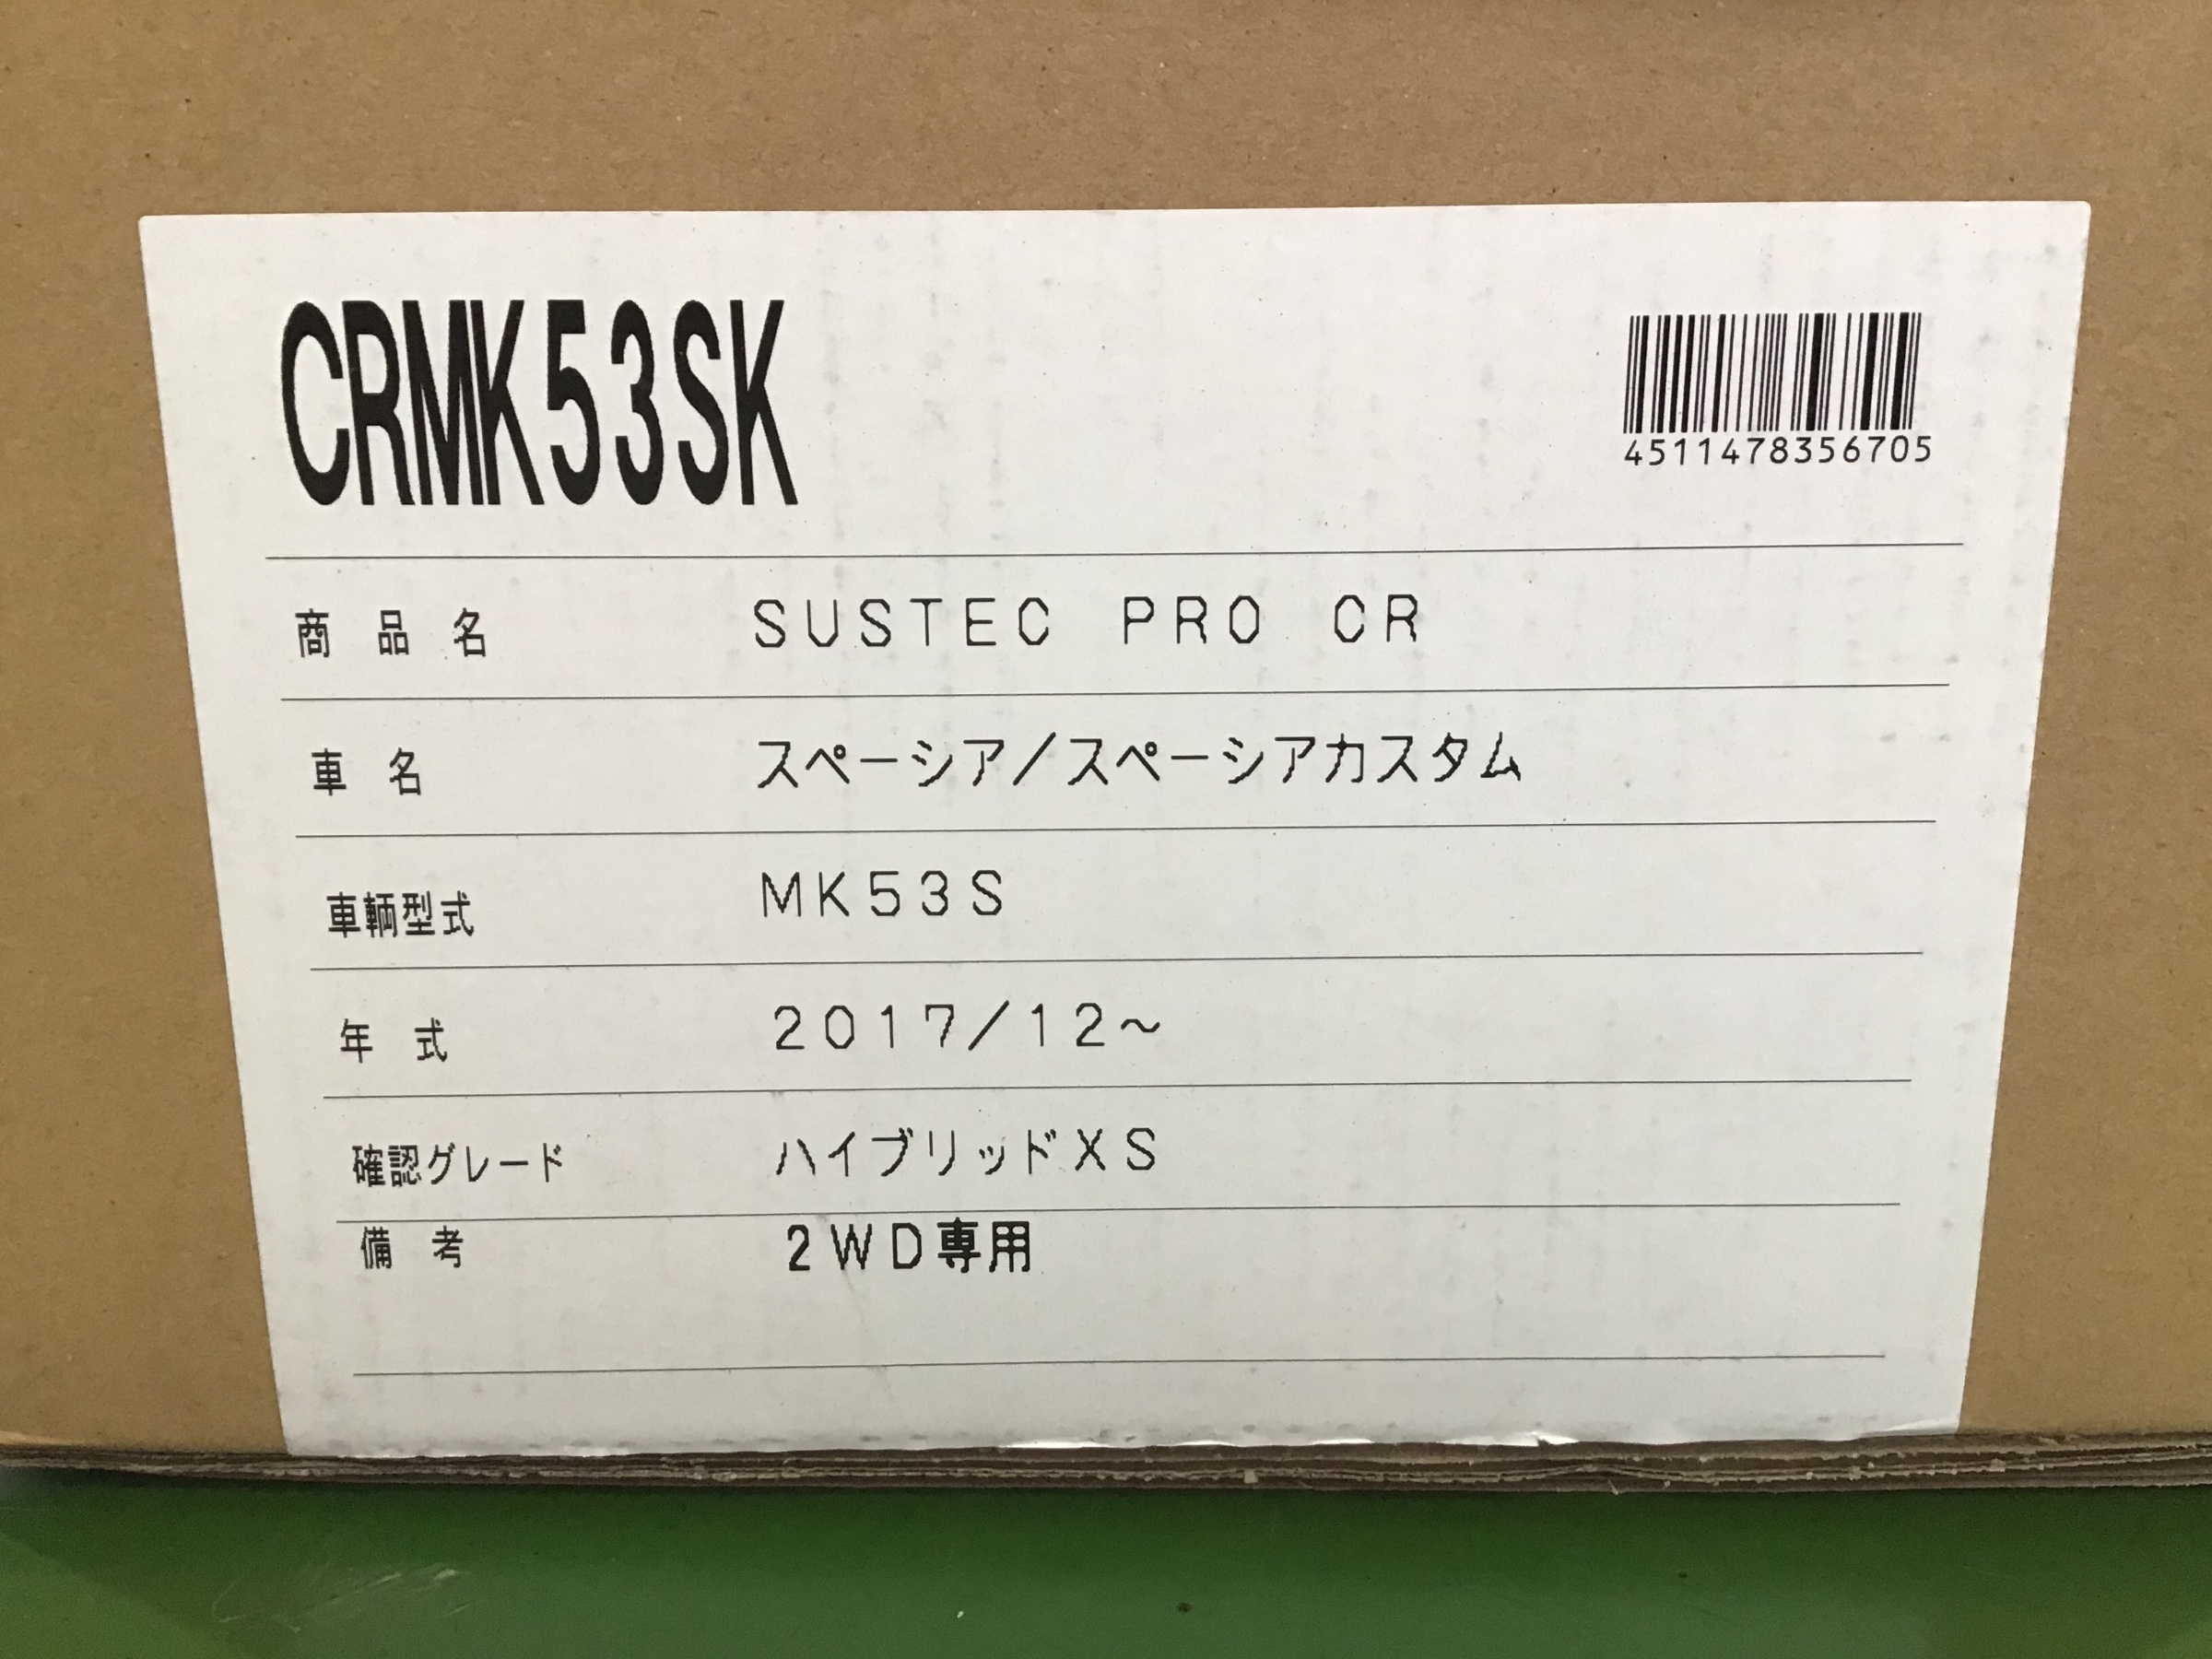 CRMK53SK
4511478356705
商品名 SUSTEC PRO CR
車名 スペーシア/スペーシアカスタム
車輌型式 MK53S
年式 2017/12~
確認グレード ハイブリッドXS
備考 2WD専用